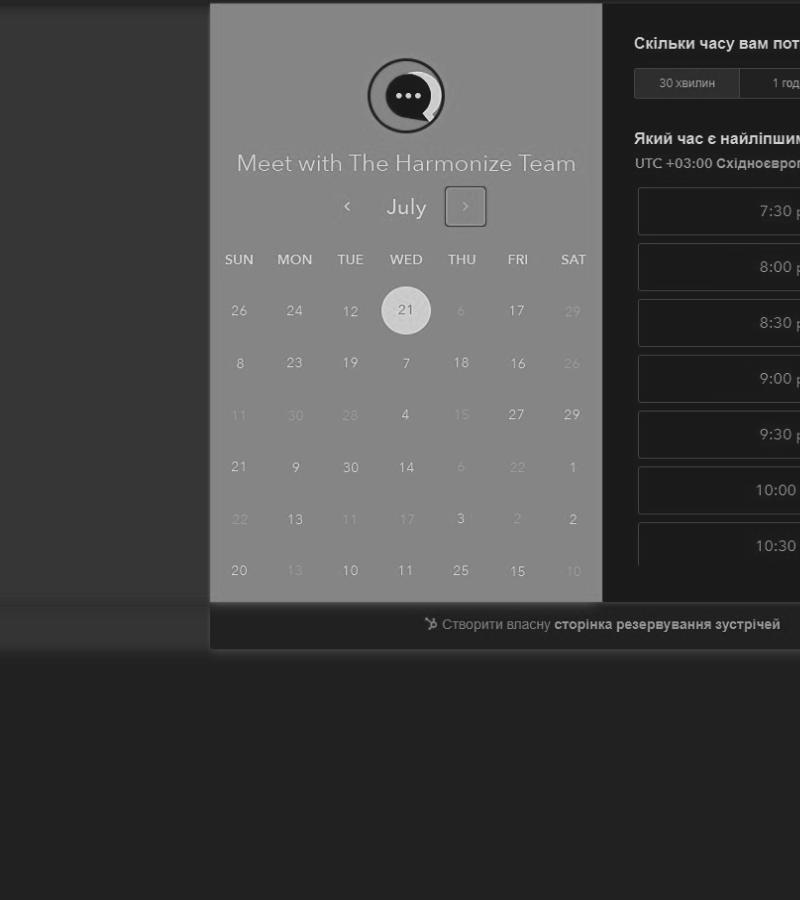 Meet with The Harmonize Team
July
SUN MON TUE WED THU FRI SAT
26 24 12 21 6 17 29
8 23 19 7 18 16 26
11 30 28 4 15 27 29
21 9 30 14 6 22 1
22 13 11 17 3 2 2
20 13 10 11 25 15 10
Скільки часу вам пот
30 хвилин 1 год
Який час є найліпшим
UTC +03:00 Східноєвроп
7:30 р
8:00 р
8:30 р
9:00 р
9:30 р
10:00
10:30
Створити власну сторінка резервування зустрічей